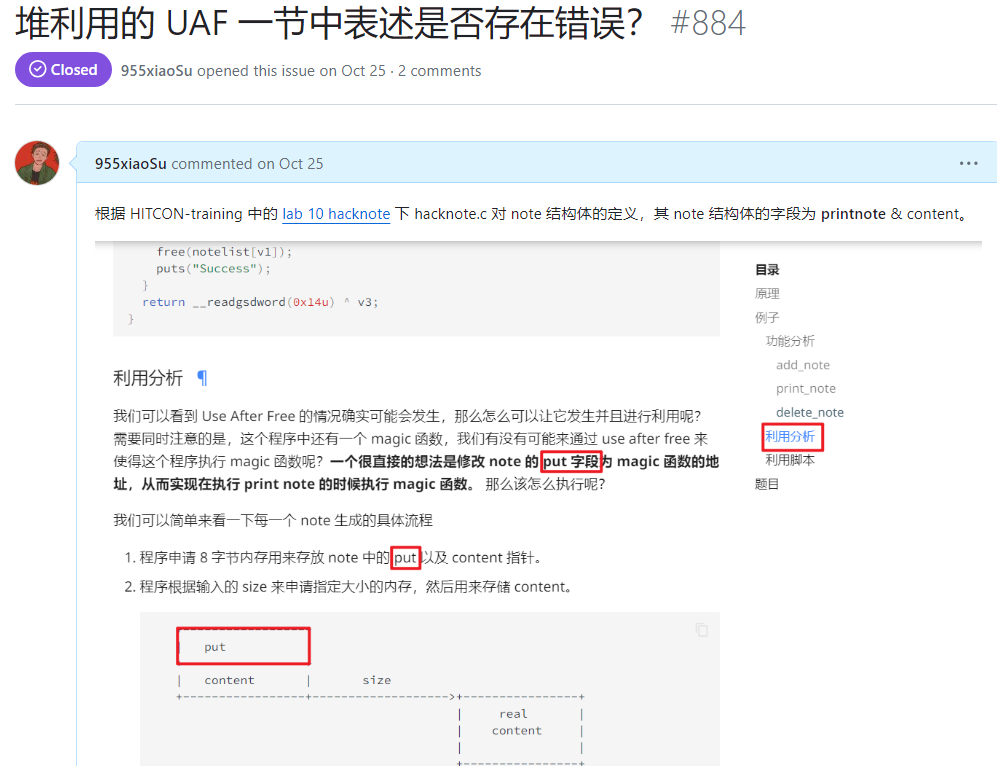 堆利用的 UAF 一节中表述是否存在错误？ #884
Closed 955xiaoSu opened this issue on Oct 25 · 2 comments
955xiaoSu commented on Oct 25 ...
根据 HITCON-training 中的 lab 10 hacknote 下 hacknote.c 对 note 结构体的定义，其 note 结构体的字段为 printnote & content。
free(notelist[v1]);
puts("Success");
}
return __readgsdword(0x14u) ^ v3;
}
利用分析 ¶
我们可以看到 Use After Free 的情况确实可能会发生，那么怎么可以让它发生并且进行利用呢？
需要同时注意的是，这个程序中还有一个 magic 函数，我们有没有可能来通过 use after free 来
使得这个程序执行 magic 函数呢？一个很直接的想法是修改 note 的 put 字段为 magic 函数的地
址，从而实现在执行 print note 的时候执行 magic 函数。 那么该怎么执行呢？
我们可以简单来看一下每一个 note 生成的具体流程
1. 程序申请 8 字节内存用来存放 note 中的 put 以及 content 指针。
2. 程序根据输入的 size 来申请指定大小的内存，然后用来存储 content。
put
| content | size
+----------------+------------------>+---------------+
| real |
| content |
| |
+---------------+
目录
原理
例子
功能分析
add_note
print_note
delete_note
利用分析
利用脚本
题目